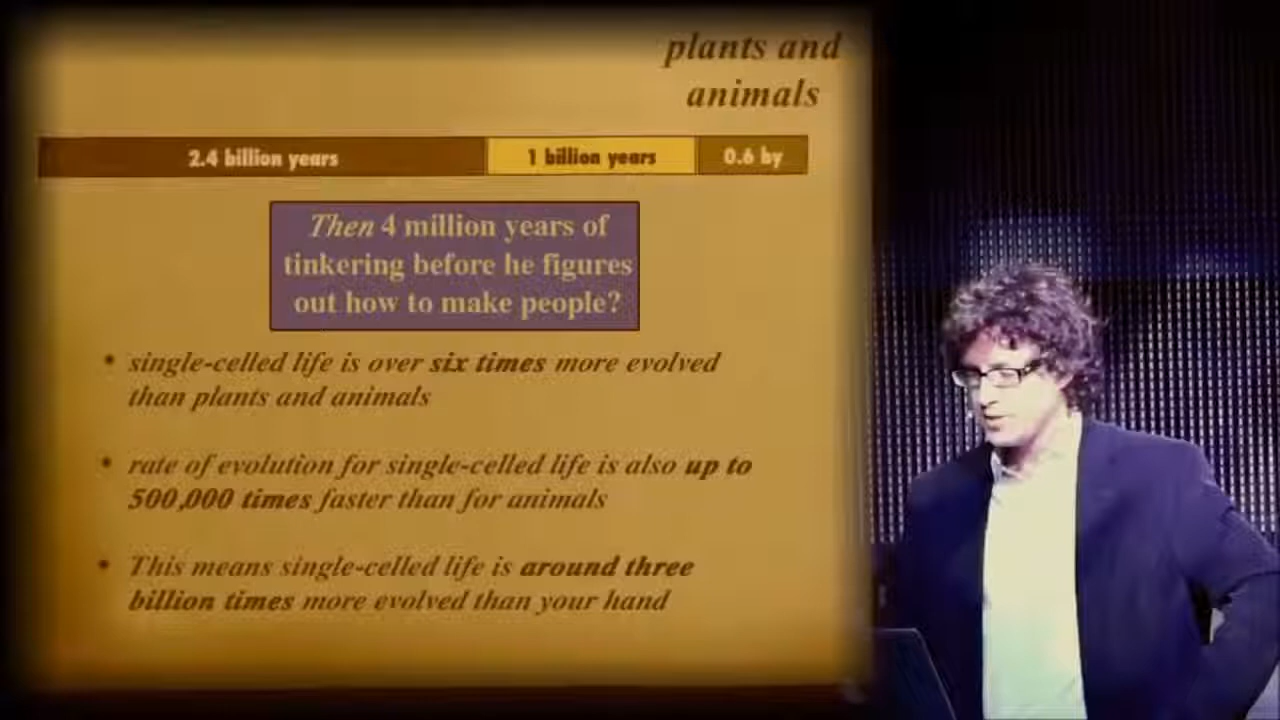 plants and
animals
2.4 billion years
1 billion years
0.6 by
Then 4 million years of
tinkering before he figures
out how to make people?
• single-celled life is over six times more evolved
than plants and animals
• rate of evolution for single-celled life is also up to
500,000 times faster than for animals
• This means single-celled life is around three
billion times more evolved than your hand